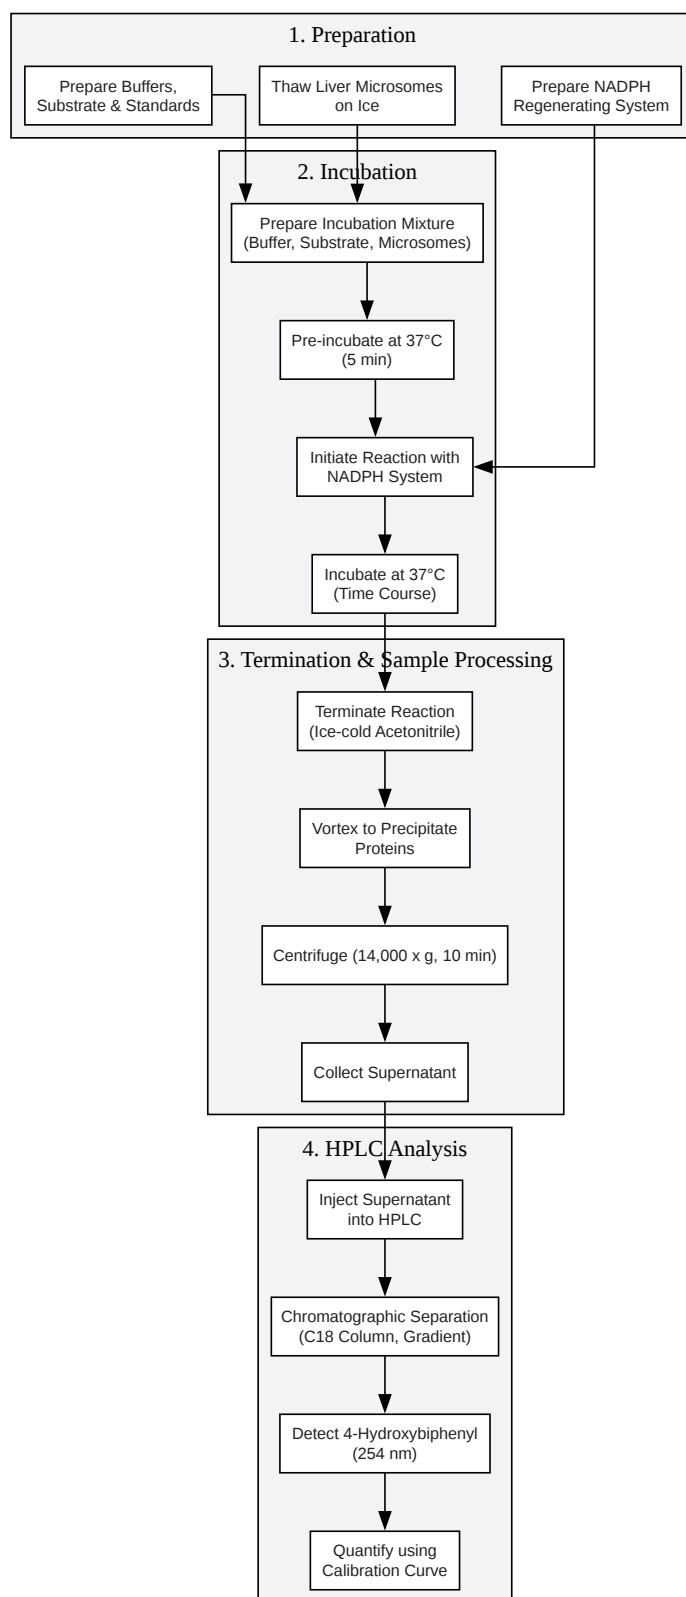 1. Preparation
Prepare Buffers,
Substrate & Standards
Thaw Liver Microsomes
on Ice
Prepare NADPH
Regenerating System
2. Incubation
Prepare Incubation Mixture
(Buffer, Substrate, Microsomes)
Pre-incubate at 37°C
(5 min)
Initiate Reaction with
NADPH System
Incubate at 37°C
(Time Course)
3. Termination & Sample Processing
Terminate Reaction
(Ice-cold Acetonitrile)
Vortex to Precipitate
Proteins
Centrifuge (14,000 x g, 10 min)
Collect Supernatant
4. HPLC Analysis
Inject Supernatant
into HPLC
Chromatographic Separation
(C18 Column, Gradient)
Detect 4-Hydroxybiphenyl
(254 nm)
Quantify using
Calibration Curve